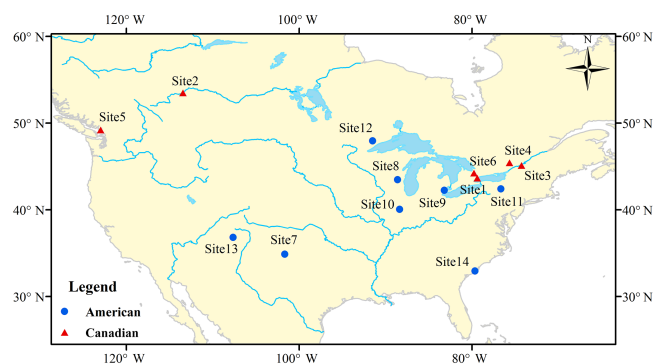 120° W 100° W 80° W
60° N 60° N
N
Site2
Site5
50° N 50° N
Site12
Site4
Site6
Site8
Site3
Site1
Site9
Site10 Site11
40° N 40° N
Site13 Site7
Site14
Legend
30° N 30° N
American
Canadian
120° W 100° W 80° W